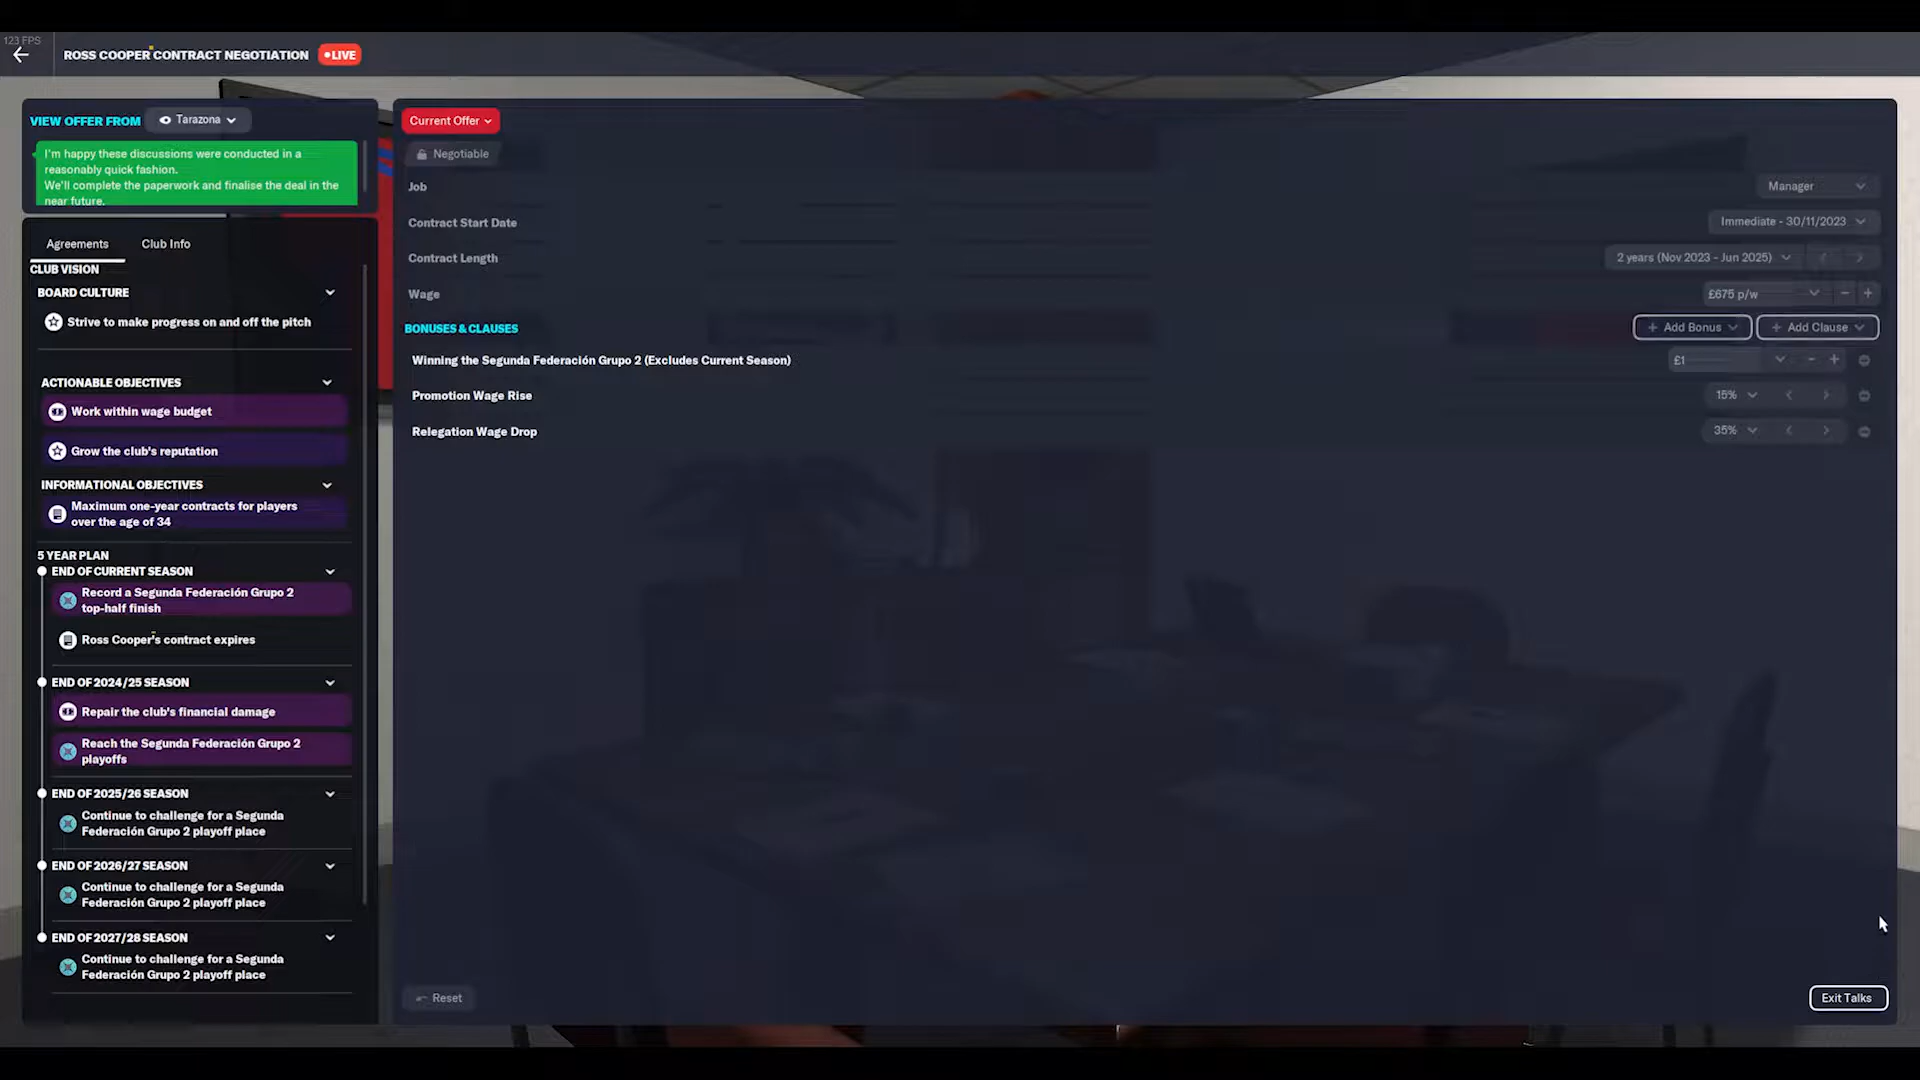 123 FPS
ROSS COOPER CONTRACT NEGOTIATION
LIVE
VIEW OFFER FROM
Tarazona
I'm happy these discussions were conducted in a
reasonably quick fashion.
We'll complete the paperwork and finalise the deal in the
near future.
Agreements
Club Info
CLUB VISION
BOARD CULTURE
Strive to make progress on and off the pitch
ACTIONABLE OBJECTIVES
Work within wage budget
Grow the club's reputation
INFORMATIONAL OBJECTIVES
Maximum one-year contracts for players
over the age of 34
5 YEAR PLAN
END OF CURRENT SEASON
Record a Segunda Federación Grupo 2
top-half finish
Ross Cooper's contract expires
END OF 2024/25 SEASON
Repair the club's financial damage
Reach the Segunda Federación Grupo 2
playoffs
END OF 2025/26 SEASON
Continue to challenge for a Segunda
Federación Grupo 2 playoff place
END OF 2026/27 SEASON
Continue to challenge for a Segunda
Federación Grupo 2 playoff place
END OF 2027/28 SEASON
Continue to challenge for a Segunda
Federación Grupo 2 playoff place
Current Offer
Negotiable
Job
Manager
Contract Start Date
Immediate - 30/11/2023
Contract Length
2 years (Nov 2023 - Jun 2025)
Wage
£675 p/w
BONUSES & CLAUSES
+ Add Bonus
+ Add Clause
Winning the Segunda Federación Grupo 2 (Excludes Current Season)
£1
Promotion Wage Rise
15%
Relegation Wage Drop
35%
Reset
Exit Talks